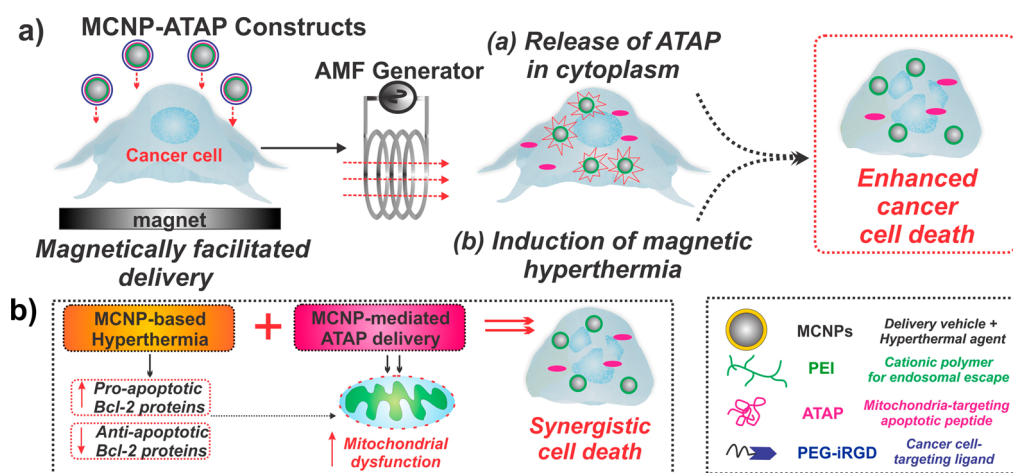 a)
MCNP-ATAP Constructs
Cancer cell
magnet
Magnetically facilitated
delivery
AMF Generator
(a) Release of ATAP
in cytoplasm
(b) Induction of magnetic
hyperthermia
Enhanced
cancer
cell death
b)
MCNP-based
Hyperthermia
+
MCNP-mediated
ATAP delivery
Pro-apoptotic
Bcl-2 proteins
Anti-apoptotic
Bcl-2 proteins
Mitochondrial
dysfunction
Synergistic
cell death
MCNPs
Delivery vehicle +
Hyperthermal agent
PEI
Cationic polymer
for endosomal escape
ATAP
Mitochondria-targeting
apoptotic peptide
PEG-iRGD
Cancer cell-
targeting ligand